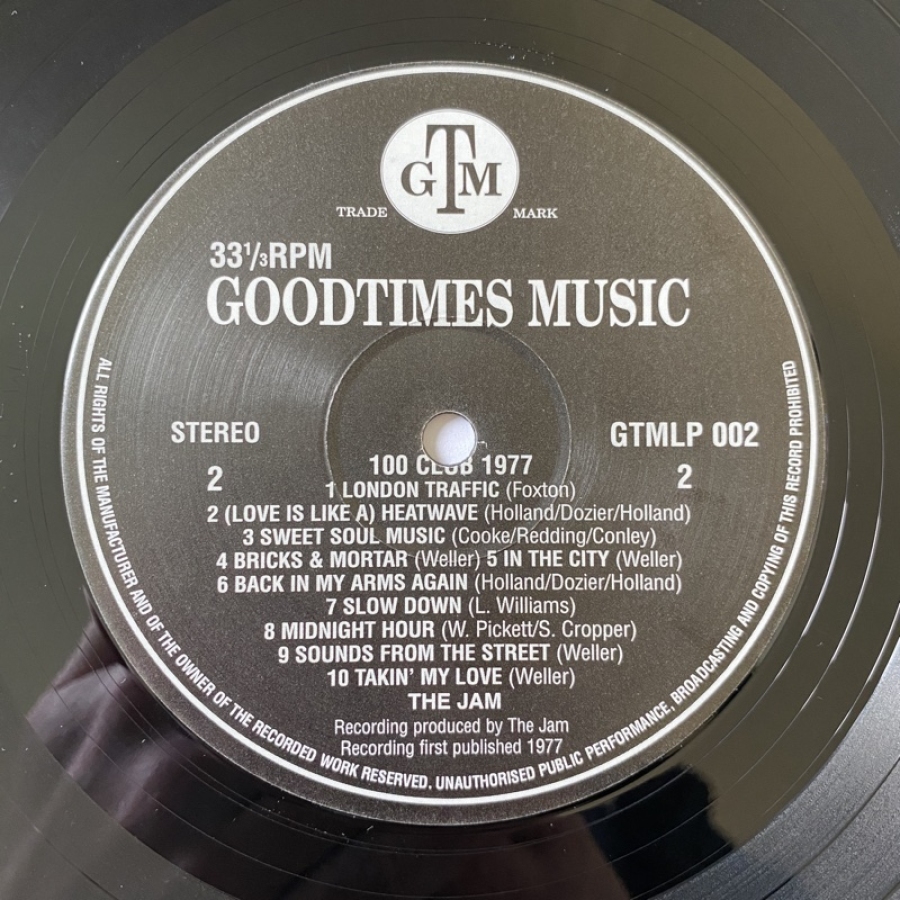 GTM
TRADE MARK
33⅓RPM
GOODTIMES MUSIC
STEREO
GTMLP 002
2
2
100 CLUB 1977
1 LONDON TRAFFIC (Foxton)
2 (LOVE IS LIKE A) HEATWAVE (Holland/Dozier/Holland)
3 SWEET SOUL MUSIC (Cooke/Redding/Conley)
4 BRICKS & MORTAR (Weller) 5 IN THE CITY (Weller)
6 BACK IN MY ARMS AGAIN (Holland/Dozier/Holland)
7 SLOW DOWN (L. Williams)
8 MIDNIGHT HOUR (W. Pickett/S. Cropper)
9 SOUNDS FROM THE STREET (Weller)
10 TAKIN' MY LOVE (Weller)
THE JAM
Recording produced by The Jam
Recording first published 1977
ALL RIGHTS OF THE MANUFACTURER AND OF THE OWNER OF THE RECORDED WORK RESERVED. UNAUTHORISED PUBLIC PERFORMANCE, BROADCASTING AND COPYING OF THIS RECORD PROHIBITED